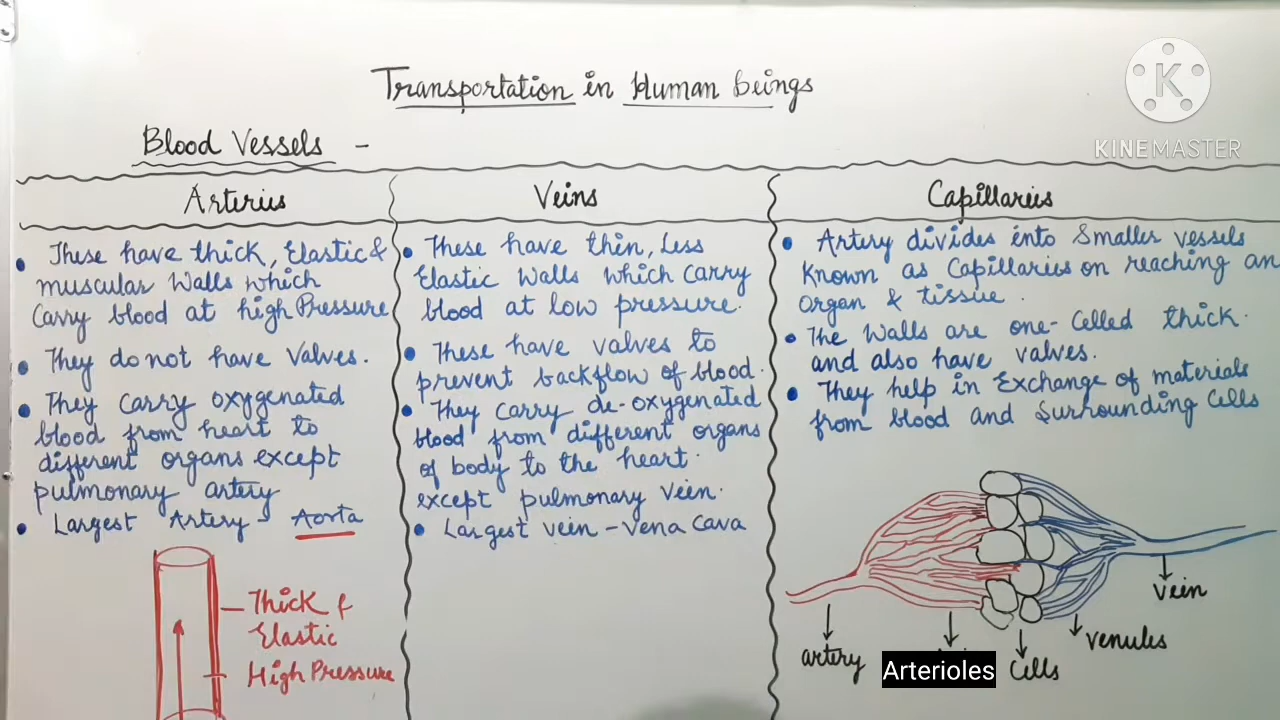 Transportation in Human beings
K
KINEMASTER
Blood Vessels -
Arteries
These have thick, Elastic &
muscular walls which
Carry blood at high Pressure
They do not have Valves.
They carry oxygenated
blood from heart to
different organs except
pulmonary artery
Largest Artery - Aorta
Thick &
Elastic
High Pressure
Veins
These have thin, Less
Elastic walls which carry
blood at low pressure.
These have valves to
prevent backflow of blood.
They carry de-oxygenated
blood from different organs
of body to the heart.
except pulmonary vein.
Largest vein - Vena Cava
Capillaries
Artery divides into smaller vessels
Known as Capillaries on reaching an
Organ & tissue.
The walls are one-celled thick.
and also have valves.
They help in Exchange of materials
from blood and surrounding cells
artery
Arterioles
Cells
venules
vein